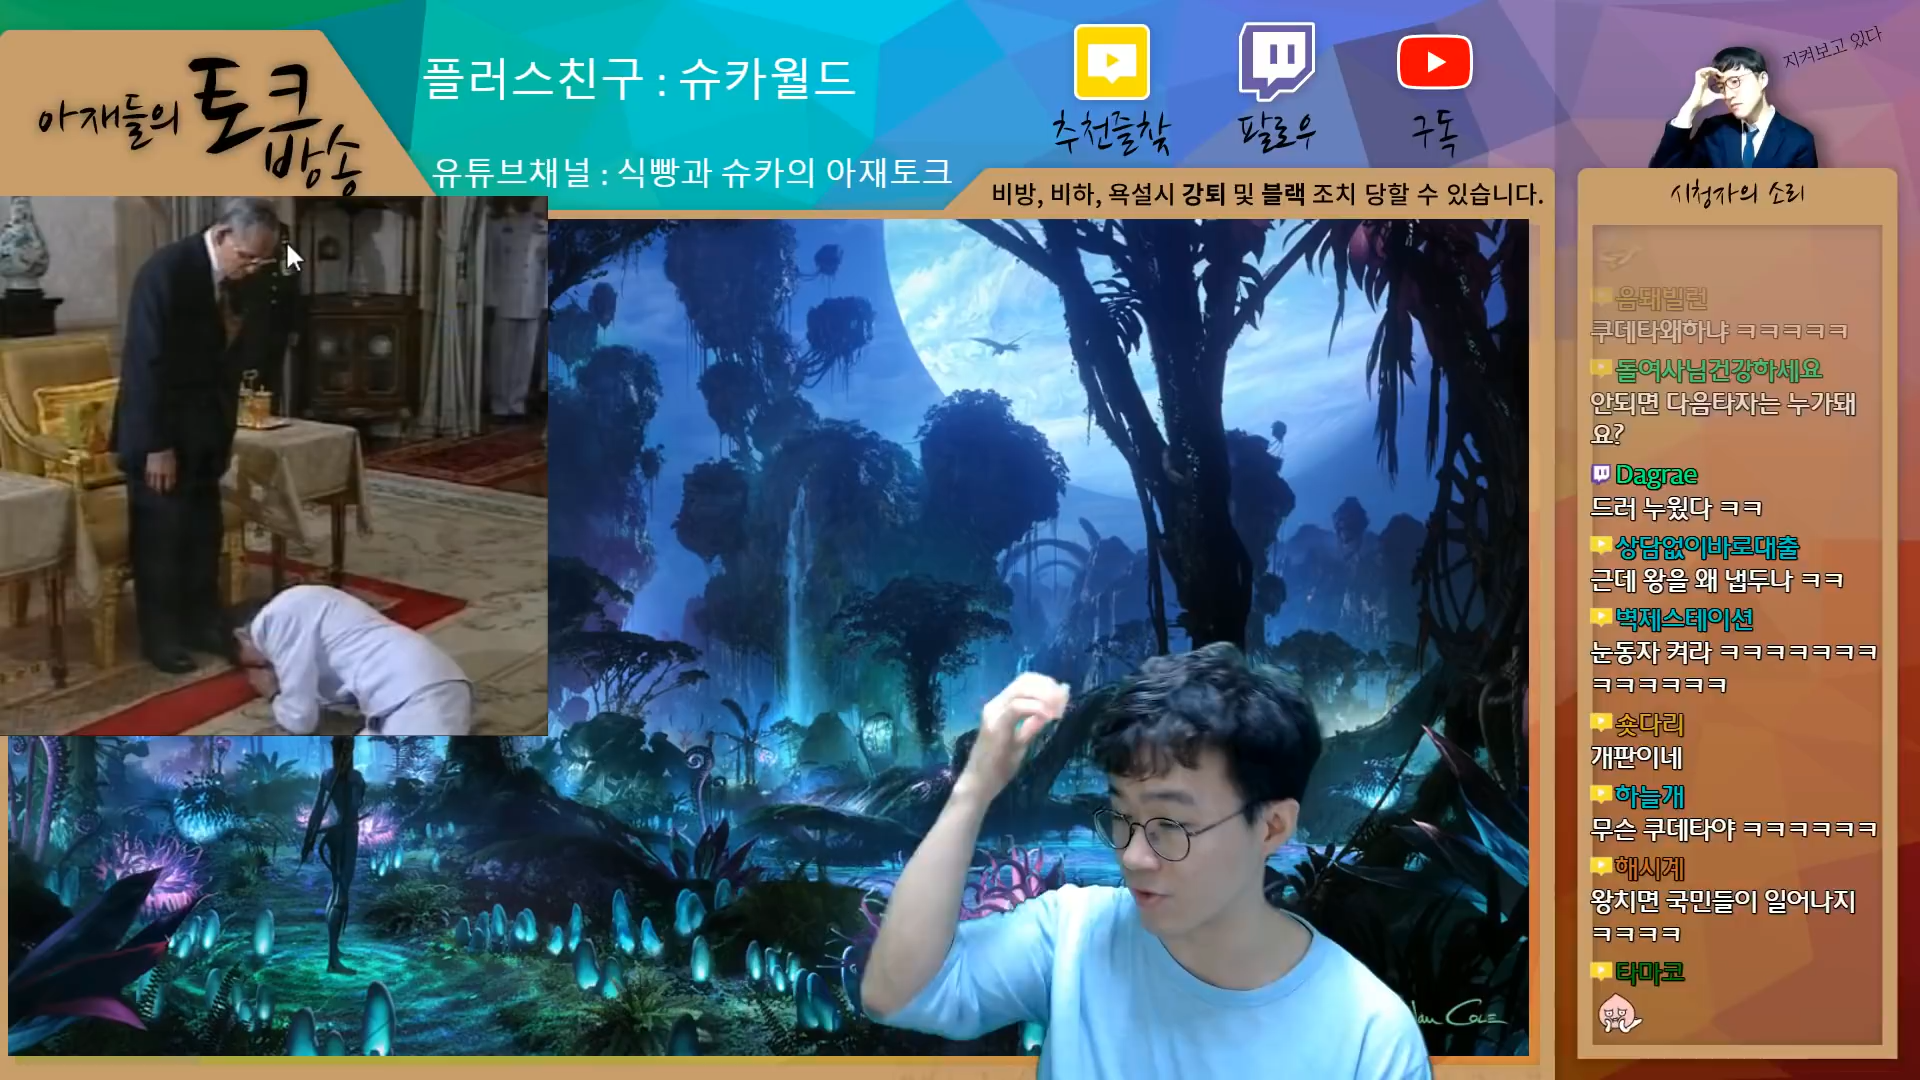 아재들의 토크
방송
플러스친구 : 슈카월드
유튜브채널 : 식빵과 슈카의 아재토크
추천즐찾
팔로우
구독
지켜보고 있다
비방, 비하, 욕설시 강퇴 및 블랙 조치 당할 수 있습니다.
시청자의 소리
음돼빌런
쿠데타왜하냐 ㅋㅋㅋㅋㅋ
돌여사님건강하세요
안되면 다음타자는 누가돼
요?
Dagrae
드러 누웠다 ㅋㅋ
상담없이바로대출
근데 왕을 왜 냅두나 ㅋㅋ
벽제스테이션
눈동자 켜라 ㅋㅋㅋㅋㅋㅋㅋ
ㅋㅋㅋㅋㅋㅋ
숏다리
개판이네
하늘개
무슨 쿠데타야 ㅋㅋㅋㅋㅋㅋ
해시계
왕치면 국민들이 일어나지
ㅋㅋㅋㅋ
타마코
Cole